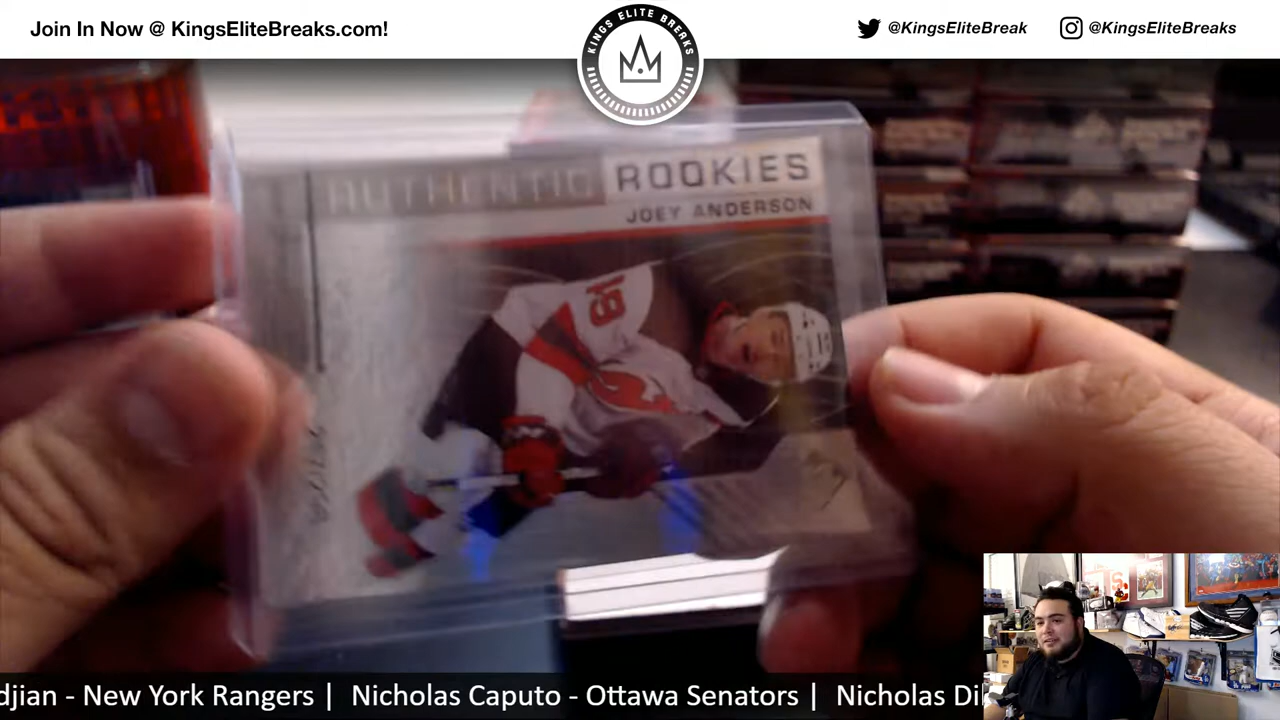 Join In Now @ KingsEliteBreaks.com!
KINGS ELITE BREAKS
@KingsEliteBreak
@KingsEliteBreaks
AUTHENTIC ROOKIES
JOEY ANDERSON
19
djian - New York Rangers | Nicholas Caputo - Ottawa Senators | Nicholas Di